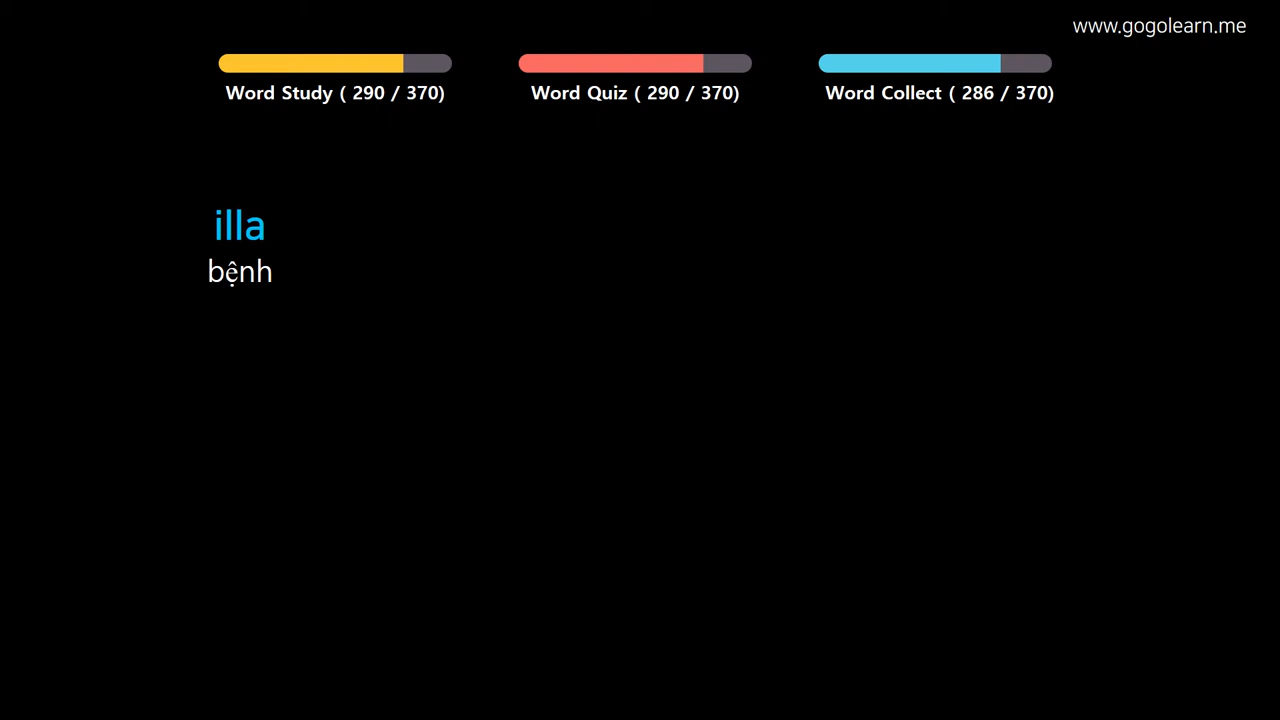 www.gogolearn.me
Word Study ( 290 / 370)
Word Quiz ( 290 / 370)
Word Collect ( 286 / 370)
illa
bệnh